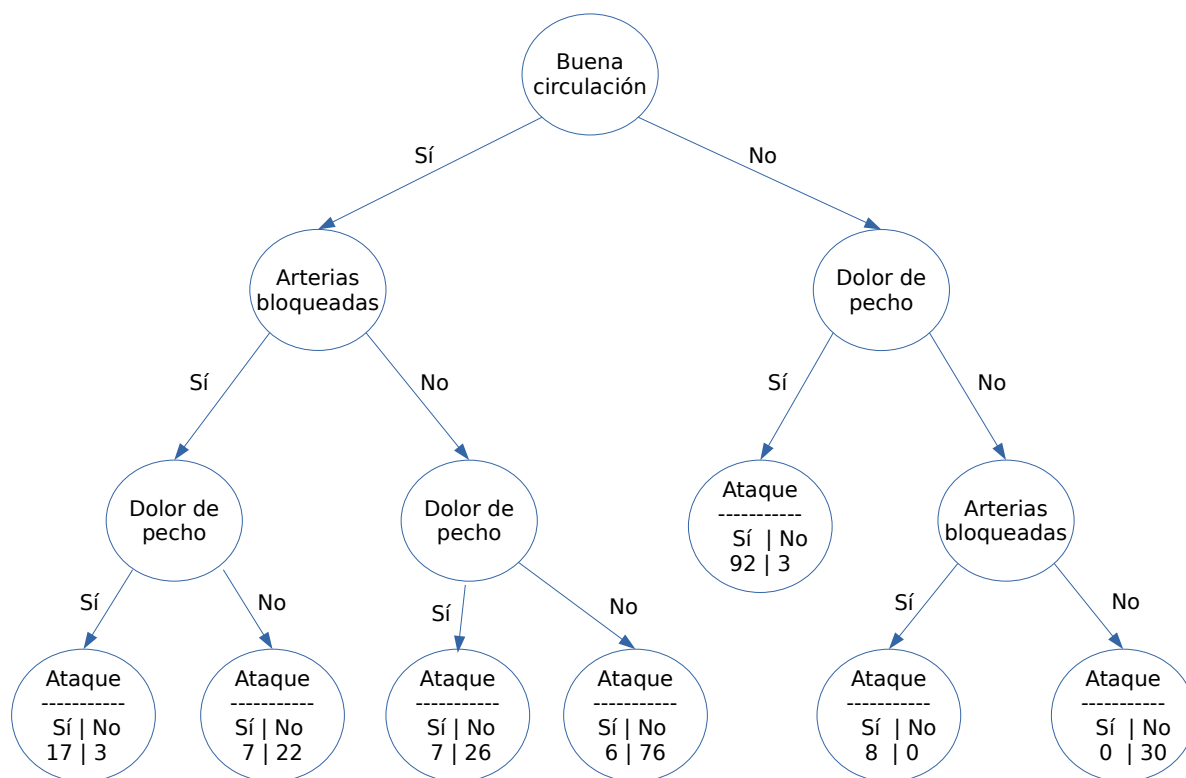 Buena
circulación
Sí
No
Arterias
bloqueadas
Dolor de
pecho
Sí
No
Sí
No
Dolor de
pecho
Dolor de
pecho
Ataque
-----------
Sí | No
92 | 3
Arterias
bloqueadas
Sí
No
Sí
No
Sí
No
Ataque
-----------
Sí | No
17 | 3
Ataque
-----------
Sí | No
7 | 22
Ataque
-----------
Sí | No
7 | 26
Ataque
-----------
Sí | No
6 | 76
Ataque
-----------
Sí | No
8 | 0
Ataque
-----------
Sí | No
0 | 30